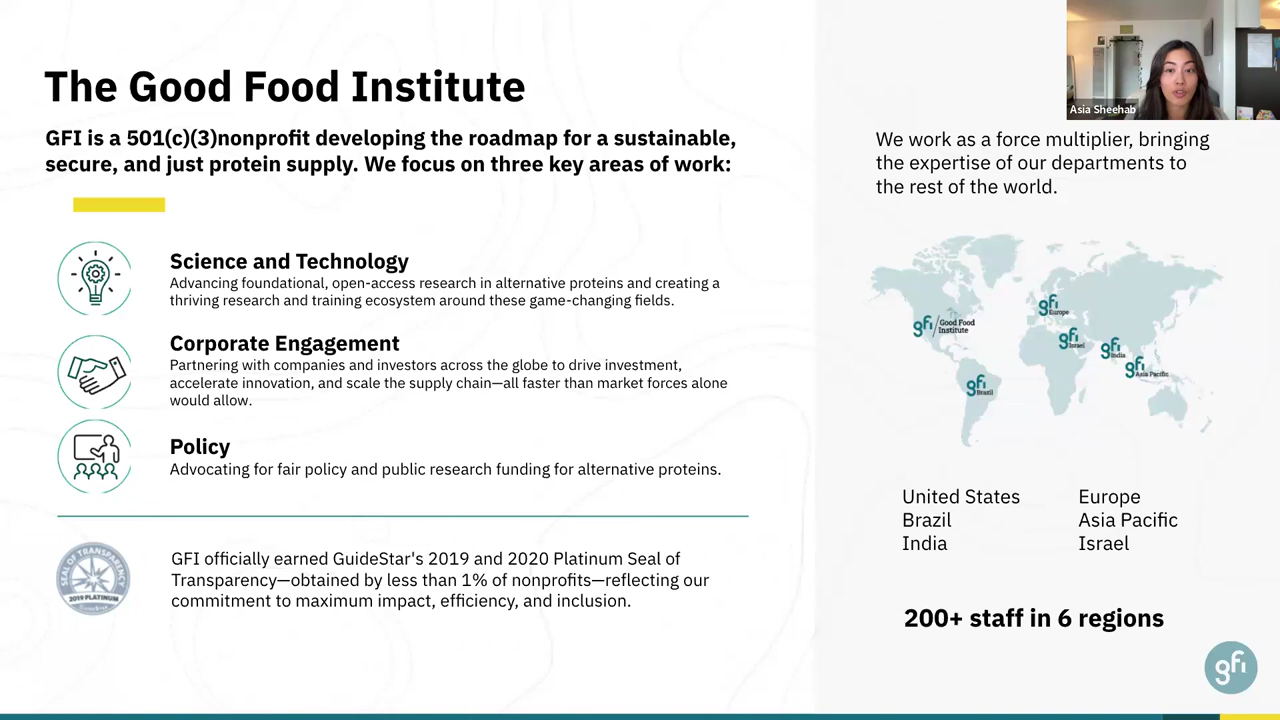 The Good Food Institute
GFI is a 501(c)(3)nonprofit developing the roadmap for a sustainable,
secure, and just protein supply. We focus on three key areas of work:
Science and Technology
Advancing foundational, open-access research in alternative proteins and creating a
thriving research and training ecosystem around these game-changing fields.
Corporate Engagement
Partnering with companies and investors across the globe to drive investment,
accelerate innovation, and scale the supply chain—all faster than market forces alone
would allow.
Policy
Advocating for fair policy and public research funding for alternative proteins.
SEAL OF TRANSPARENCY
2019 PLATINUM
GFI officially earned GuideStar's 2019 and 2020 Platinum Seal of
Transparency—obtained by less than 1% of nonprofits—reflecting our
commitment to maximum impact, efficiency, and inclusion.
Asia Sheehab
We work as a force multiplier, bringing
the expertise of our departments to
the rest of the world.
gfi Europe
gfi / Good Food
Institute
gfi Israel
gfi India
gfi Asia Pacific
gfi Brazil
United States
Brazil
India
Europe
Asia Pacific
Israel
200+ staff in 6 regions
gfi